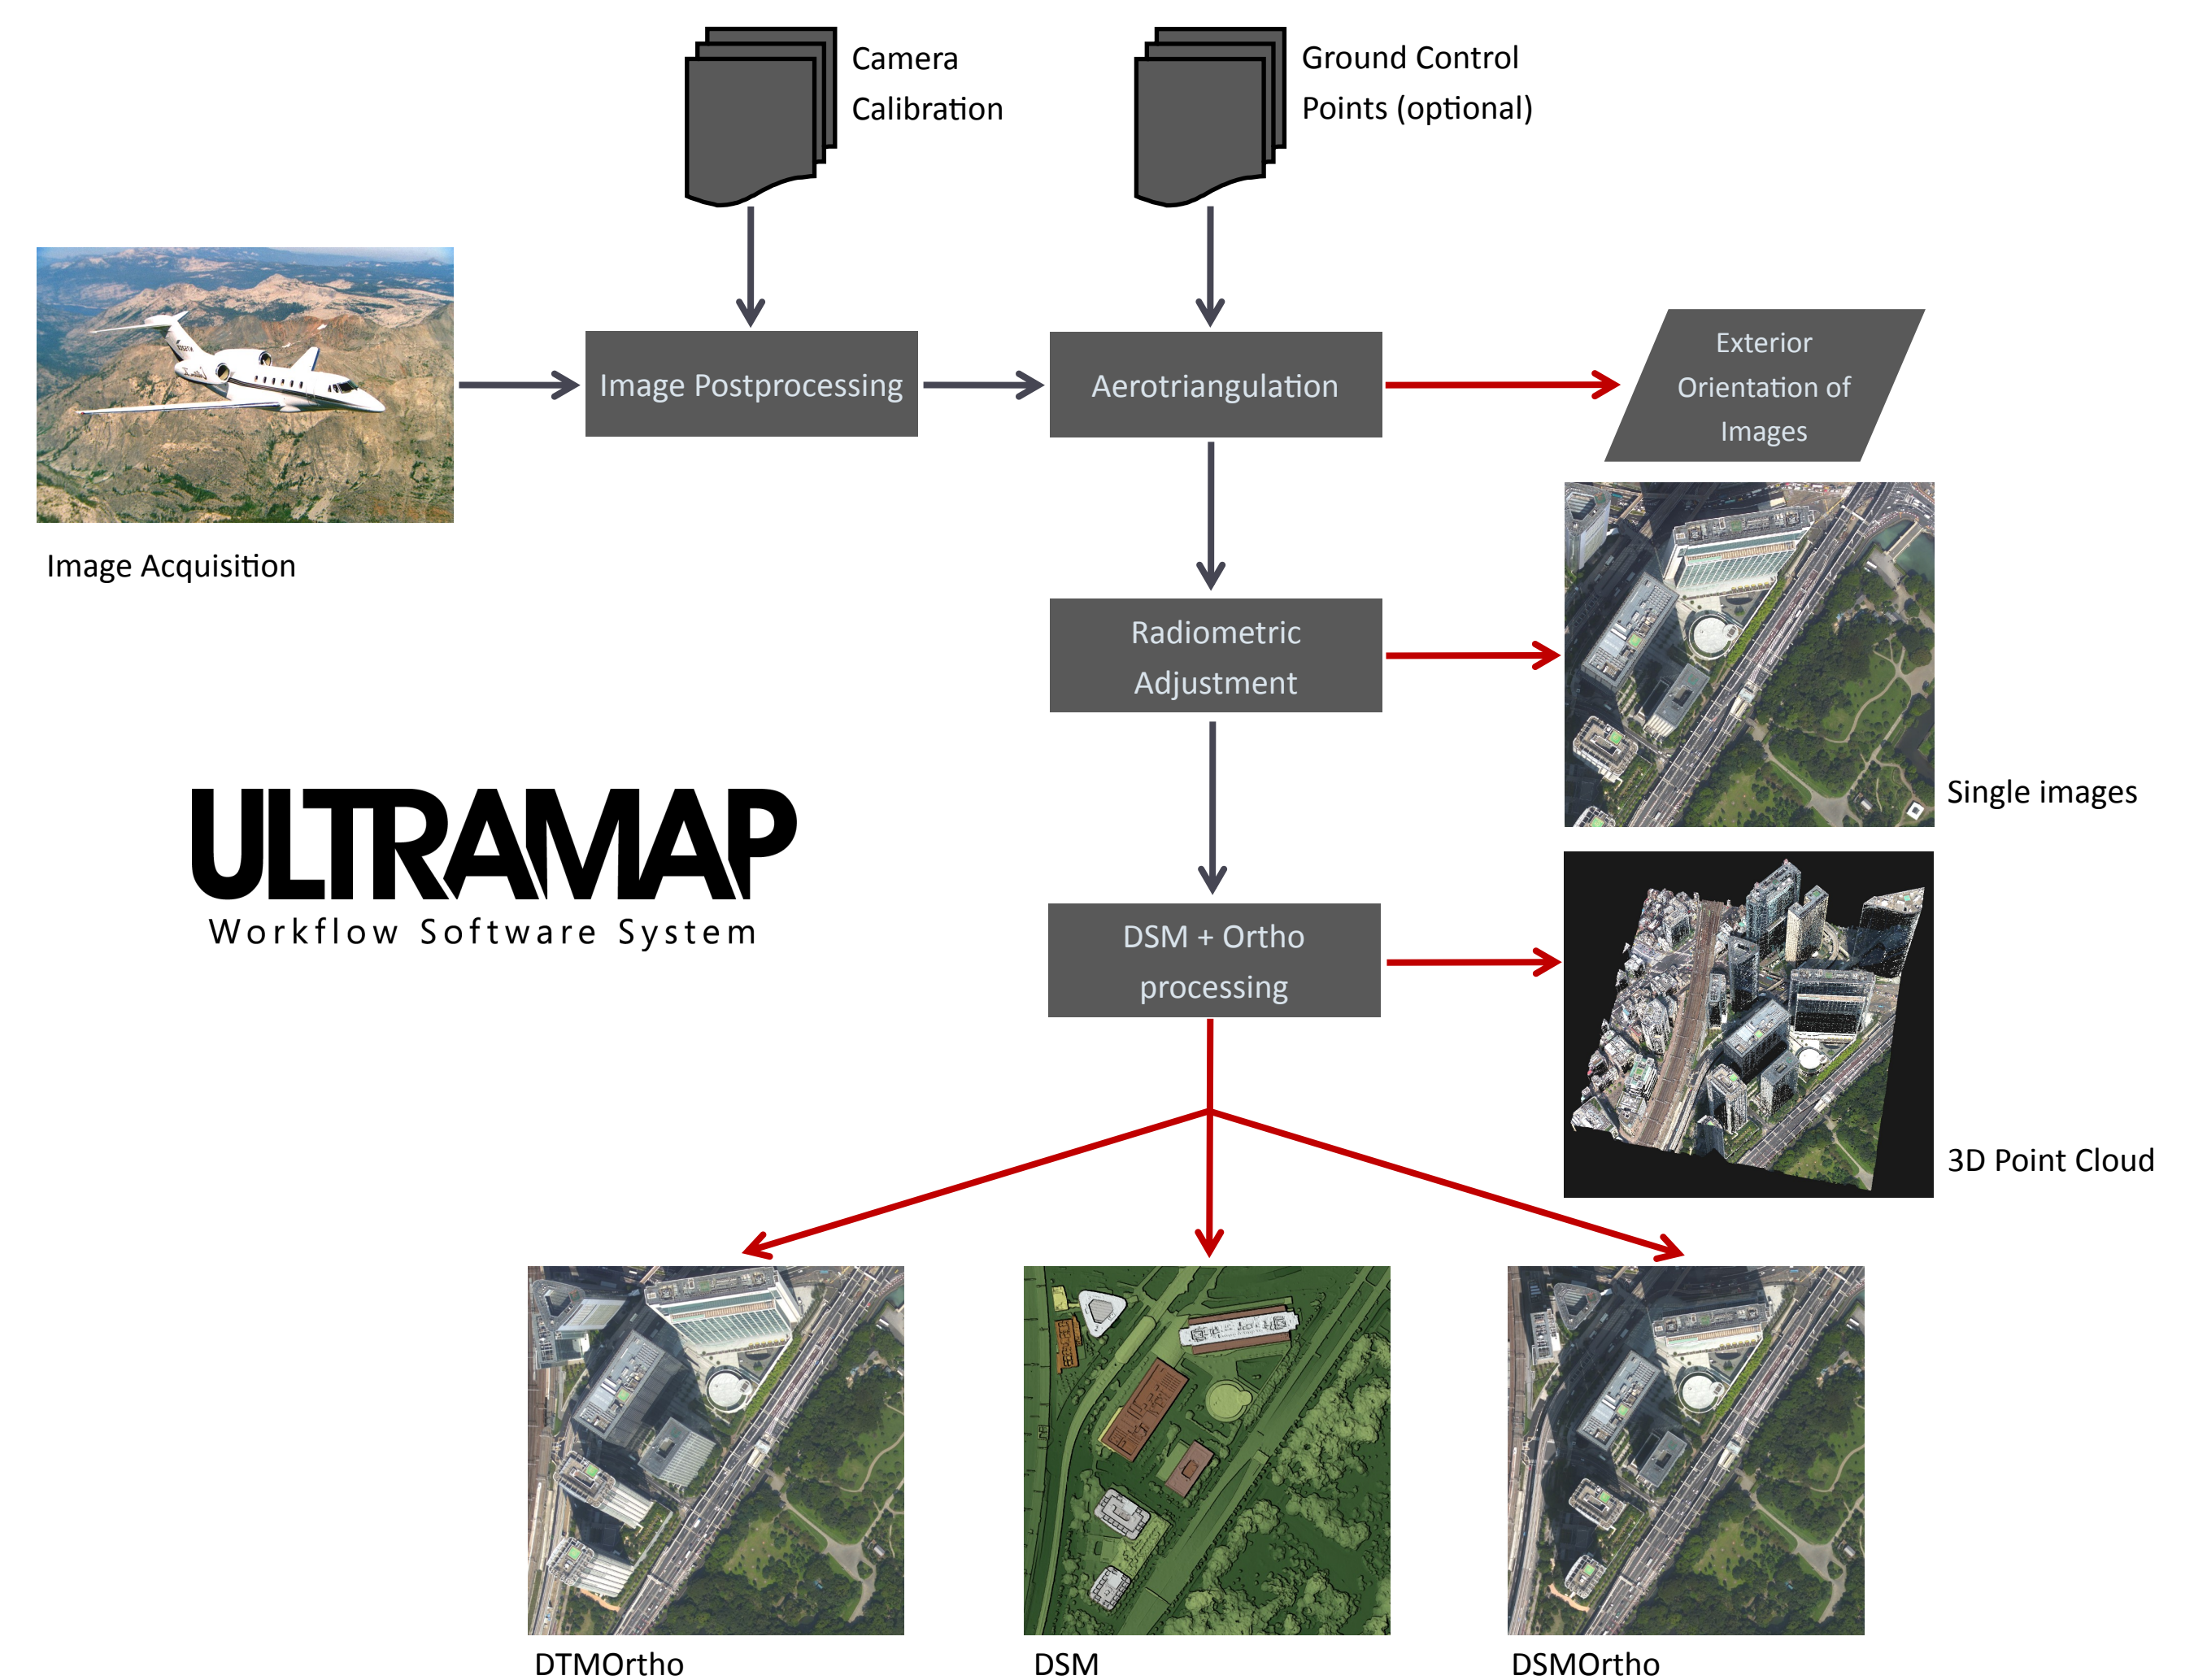 Camera
Calibration
Ground Control
Points (optional)
Image Postprocessing
Aerotriangulation
Exterior
Orientation of
Images
Image Acquisition
Radiometric
Adjustment
Single images
ULTRAMAP
Workflow Software System
DSM + Ortho
processing
3D Point Cloud
DTMOrtho
DSM
DSMOrtho